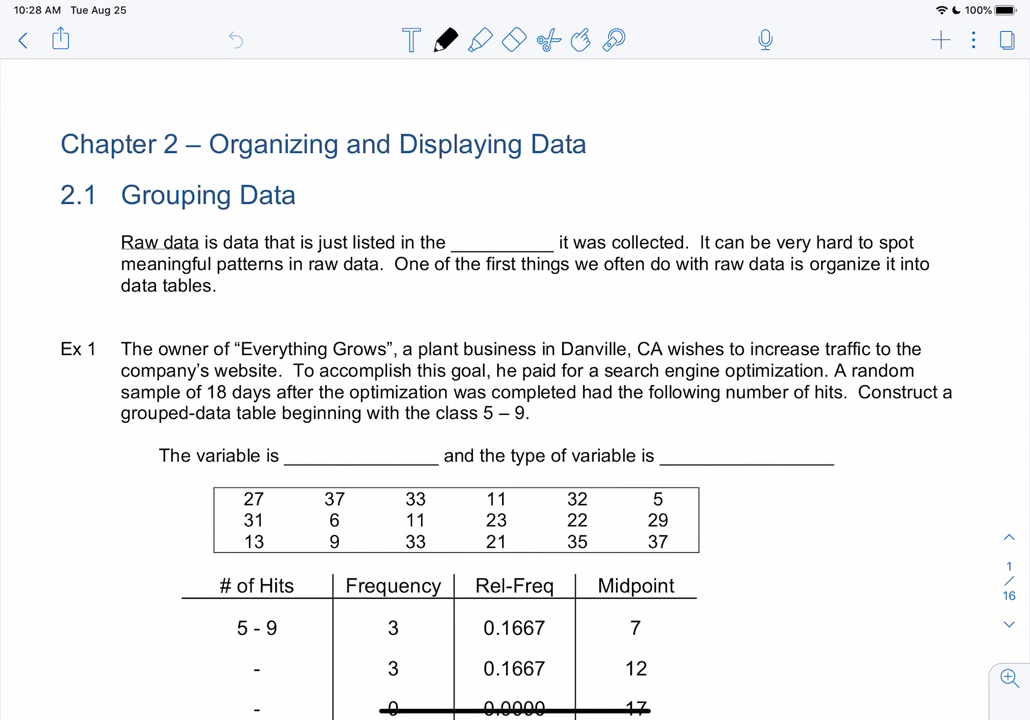 10:28 AM Tue Aug 25 100%
Chapter 2 – Organizing and Displaying Data
2.1 Grouping Data
Raw data is data that is just listed in the __________ it was collected. It can be very hard to spot
meaningful patterns in raw data. One of the first things we often do with raw data is organize it into
data tables.
Ex 1 The owner of “Everything Grows”, a plant business in Danville, CA wishes to increase traffic to the
company’s website. To accomplish this goal, he paid for a search engine optimization. A random
sample of 18 days after the optimization was completed had the following number of hits. Construct a
grouped-data table beginning with the class 5 – 9.
The variable is _______________ and the type of variable is _________________
27 37 33 11 32 5
31 6 11 23 22 29
13 9 33 21 35 37
# of Hits Frequency Rel-Freq Midpoint
5 - 9 3 0.1667 7
- 3 0.1667 12
- 0 0.0000 17
1
/
16